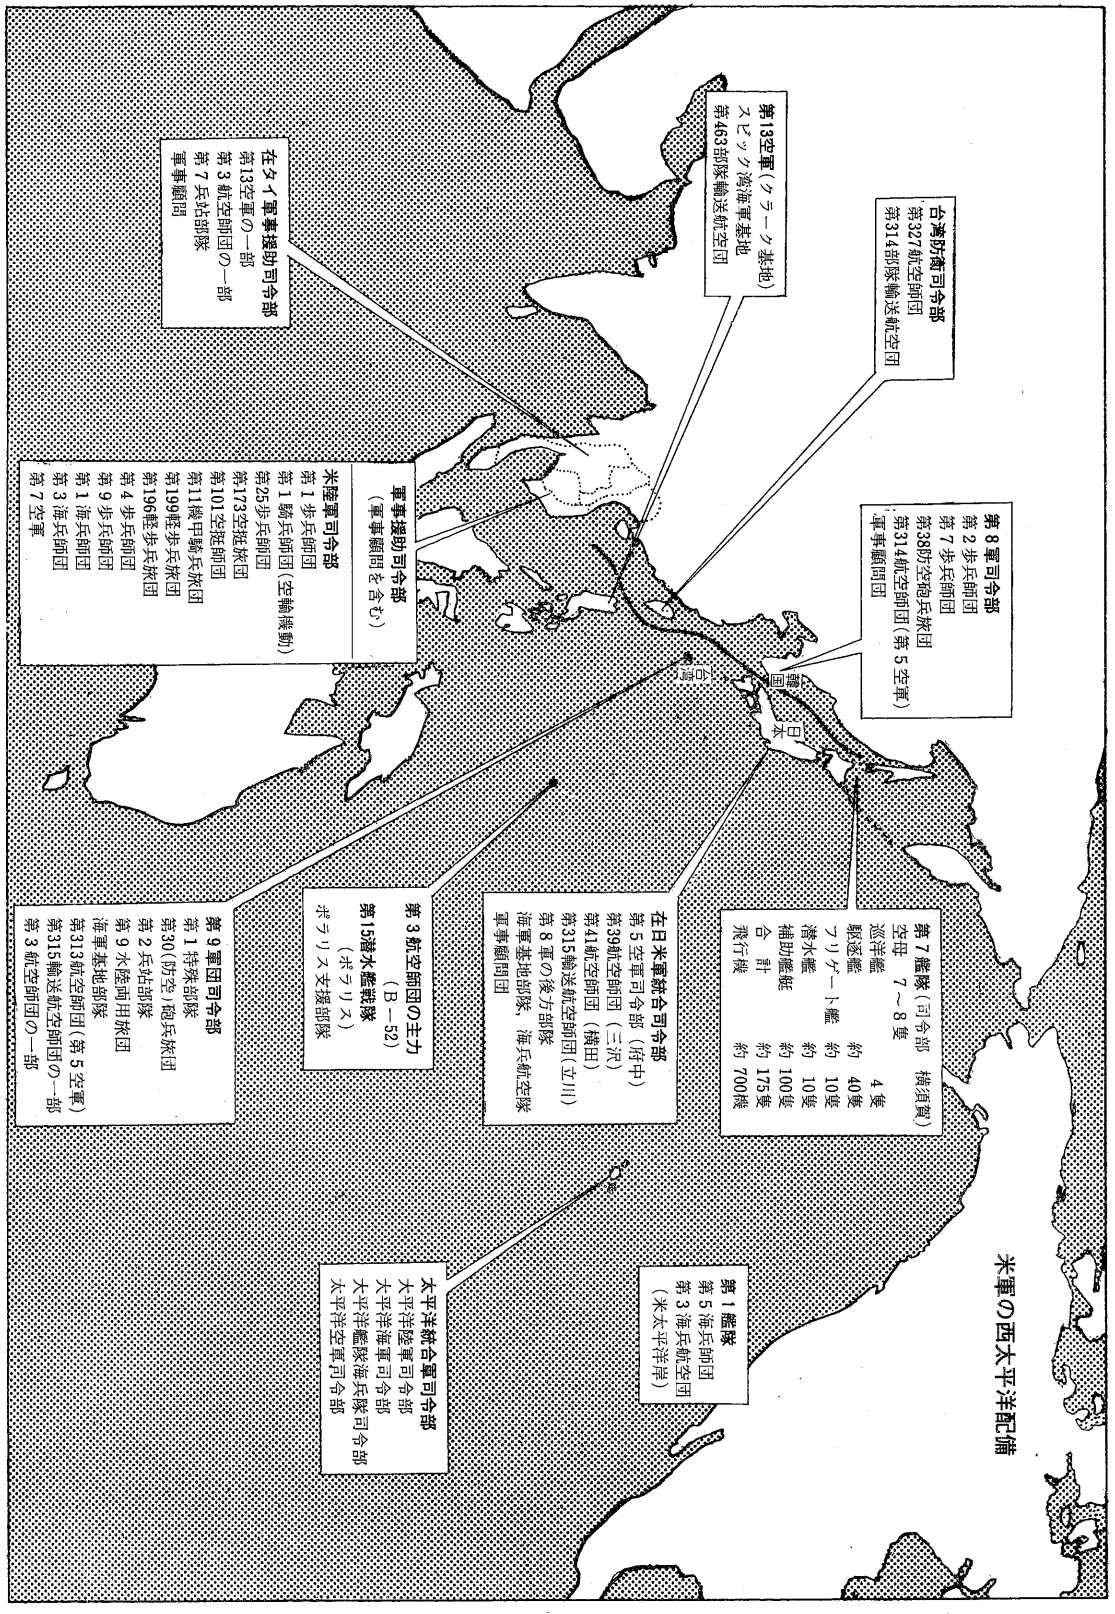 米軍の西太平洋配備
第13空軍(クラーク基地)
スビック湾海軍基地
第463部隊輸送航空団
台湾防衛司令部
第327航空師団
第314部隊輸送航空団
在タイ軍事援助司令部
第13空軍の一部
第3航空師団の一部
第7兵站部隊
軍事顧問
第8軍司令部
第2歩兵師団
第7歩兵師団
第38防空砲兵旅団
第314航空師団(第5空軍)
軍事顧問団
軍事援助司令部
(軍事顧問を含む)
米陸軍司令部
第1歩兵師団
第1騎兵師団(空輸機動)
第25歩兵師団
第173空挺旅団
第101空挺師団
第11機甲騎兵旅団
第199軽歩兵旅団
第196軽歩兵旅団
第4歩兵師団
第9歩兵師団
第1海兵師団
第3海兵師団
第7空軍
韓国
日本
台湾
第7艦隊(司令部 横須賀)
空母 7〜8隻
巡洋艦 4隻
駆逐艦 約 40隻
フリゲート艦 約 10隻
潜水艦 約 10隻
補助艦艇 約 100隻
合計 約 175隻
飛行機 約 700機
在日米軍統合司令部
第5空軍司令部(府中)
第39航空師団(三沢)
第41航空師団(横田)
第315輸送航空師団(立川)
第8軍の後方部隊
海軍基地部隊,海兵航空隊
軍事顧問団
第3航空師団の主力
(B-52)
第15潜水艦戦隊
(ポラリス)
ポラリス支援部隊
第9軍団司令部
第1特殊部隊
第30(防空)砲兵旅団
第2兵站部隊
第9水陸両用旅団
海軍基地部隊
第313航空師団(第5空軍)
第315輸送航空師団の一部
第3航空師団の一部
第1艦隊
第5海兵師団
第3海兵航空団
(米太平洋岸)
太平洋統合軍司令部
太平洋陸軍司令部
太平洋海軍司令部
太平洋艦隊海兵隊司令部
太平洋空軍司令部